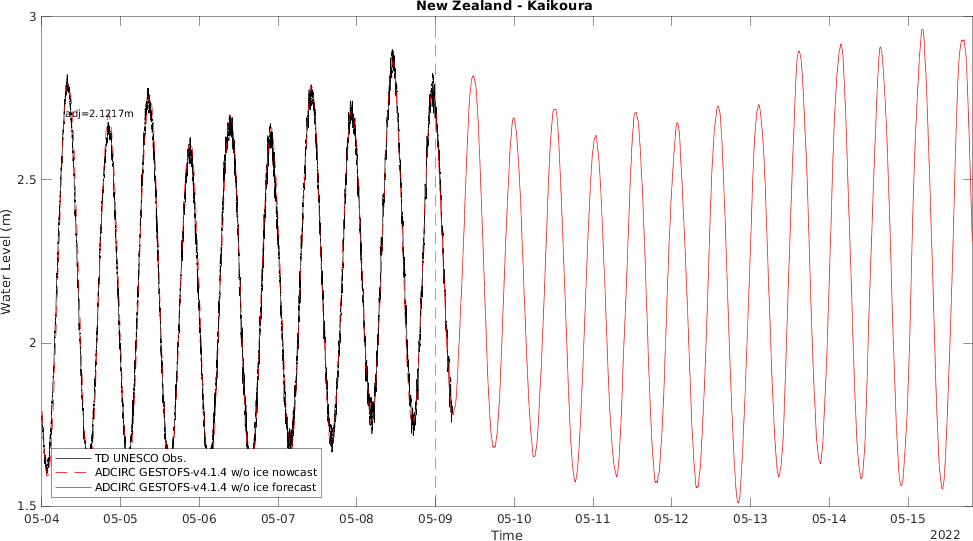 New Zealand - Kaikoura
3
adj=2.1217m
2.5
Water Level (m)
2
TD UNESCO Obs.
ADCIRC GESTOFS-v4.1.4 w/o ice nowcast
ADCIRC GESTOFS-v4.1.4 w/o ice forecast
1.5
05-04 05-05 05-06 05-07 05-08 05-09 05-10 05-11 05-12 05-13 05-14 05-15
Time
2022